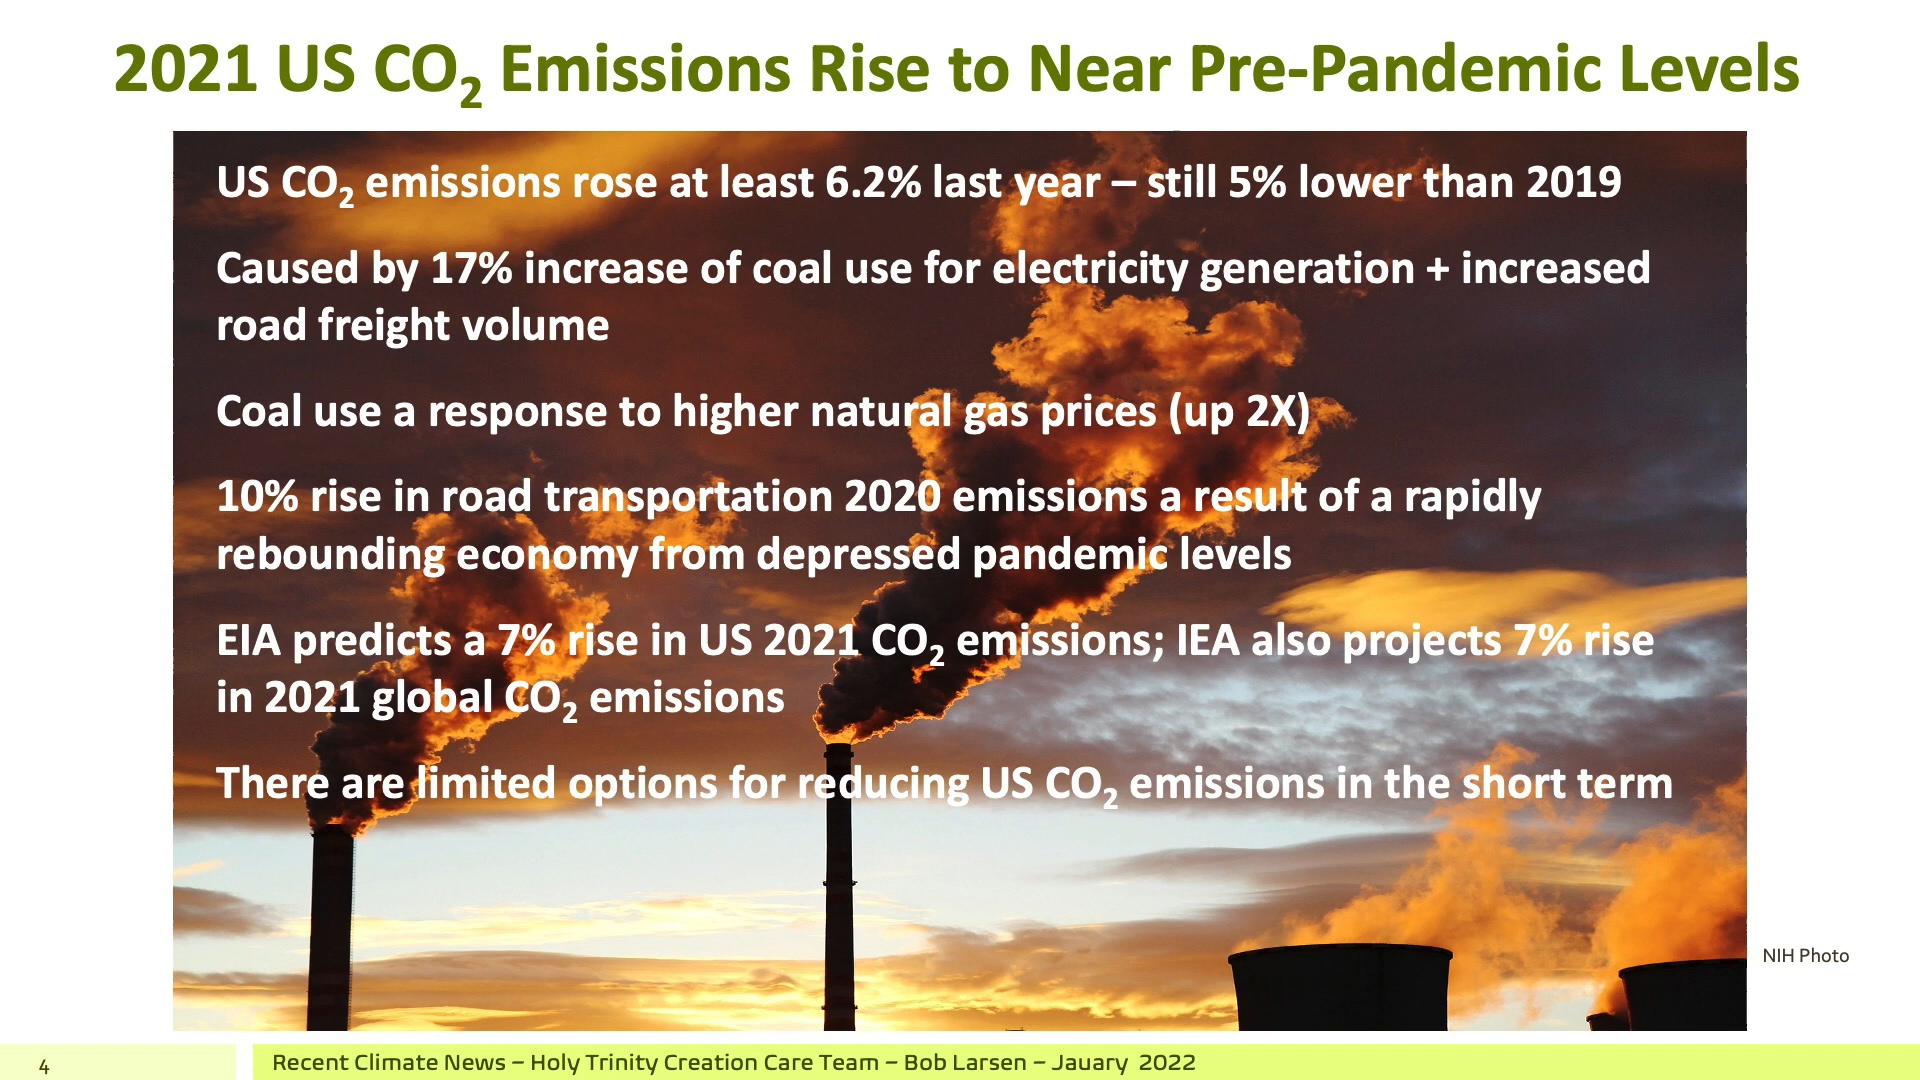 2021 US CO₂ Emissions Rise to Near Pre-Pandemic Levels
US CO₂ emissions rose at least 6.2% last year – still 5% lower than 2019
Caused by 17% increase of coal use for electricity generation + increased
road freight volume
Coal use a response to higher natural gas prices (up 2X)
10% rise in road transportation 2020 emissions a result of a rapidly
rebounding economy from depressed pandemic levels
EIA predicts a 7% rise in US 2021 CO₂ emissions; IEA also projects 7% rise
in 2021 global CO₂ emissions
There are limited options for reducing US CO₂ emissions in the short term
NIH Photo
4
Recent Climate News – Holy Trinity Creation Care Team – Bob Larsen – Jauary 2022